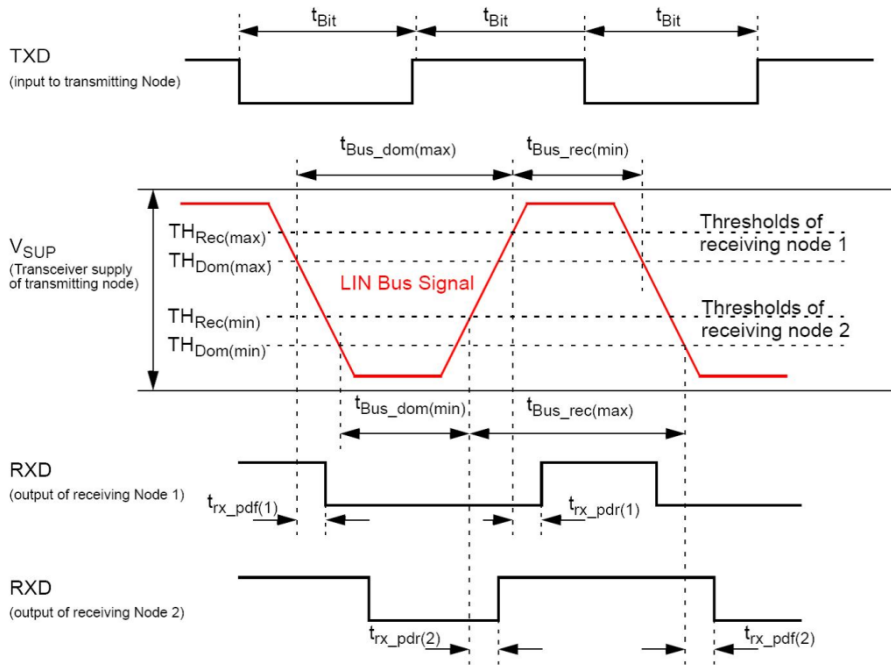 tBit tBit tBit
TXD
(input to transmitting Node)
tBus_dom(max) tBus_rec(min)
THRec(max)
Thresholds of
receiving node 1
VSUP
(Transceiver supply
of transmitting node)
THDom(max)
LIN Bus Signal
THRec(min)
Thresholds of
receiving node 2
THDom(min)
tBus_dom(min) tBus_rec(max)
RXD
(output of receiving Node 1)
trx_pdf(1) trx_pdr(1)
RXD
(output of receiving Node 2)
trx_pdr(2) trx_pdf(2)